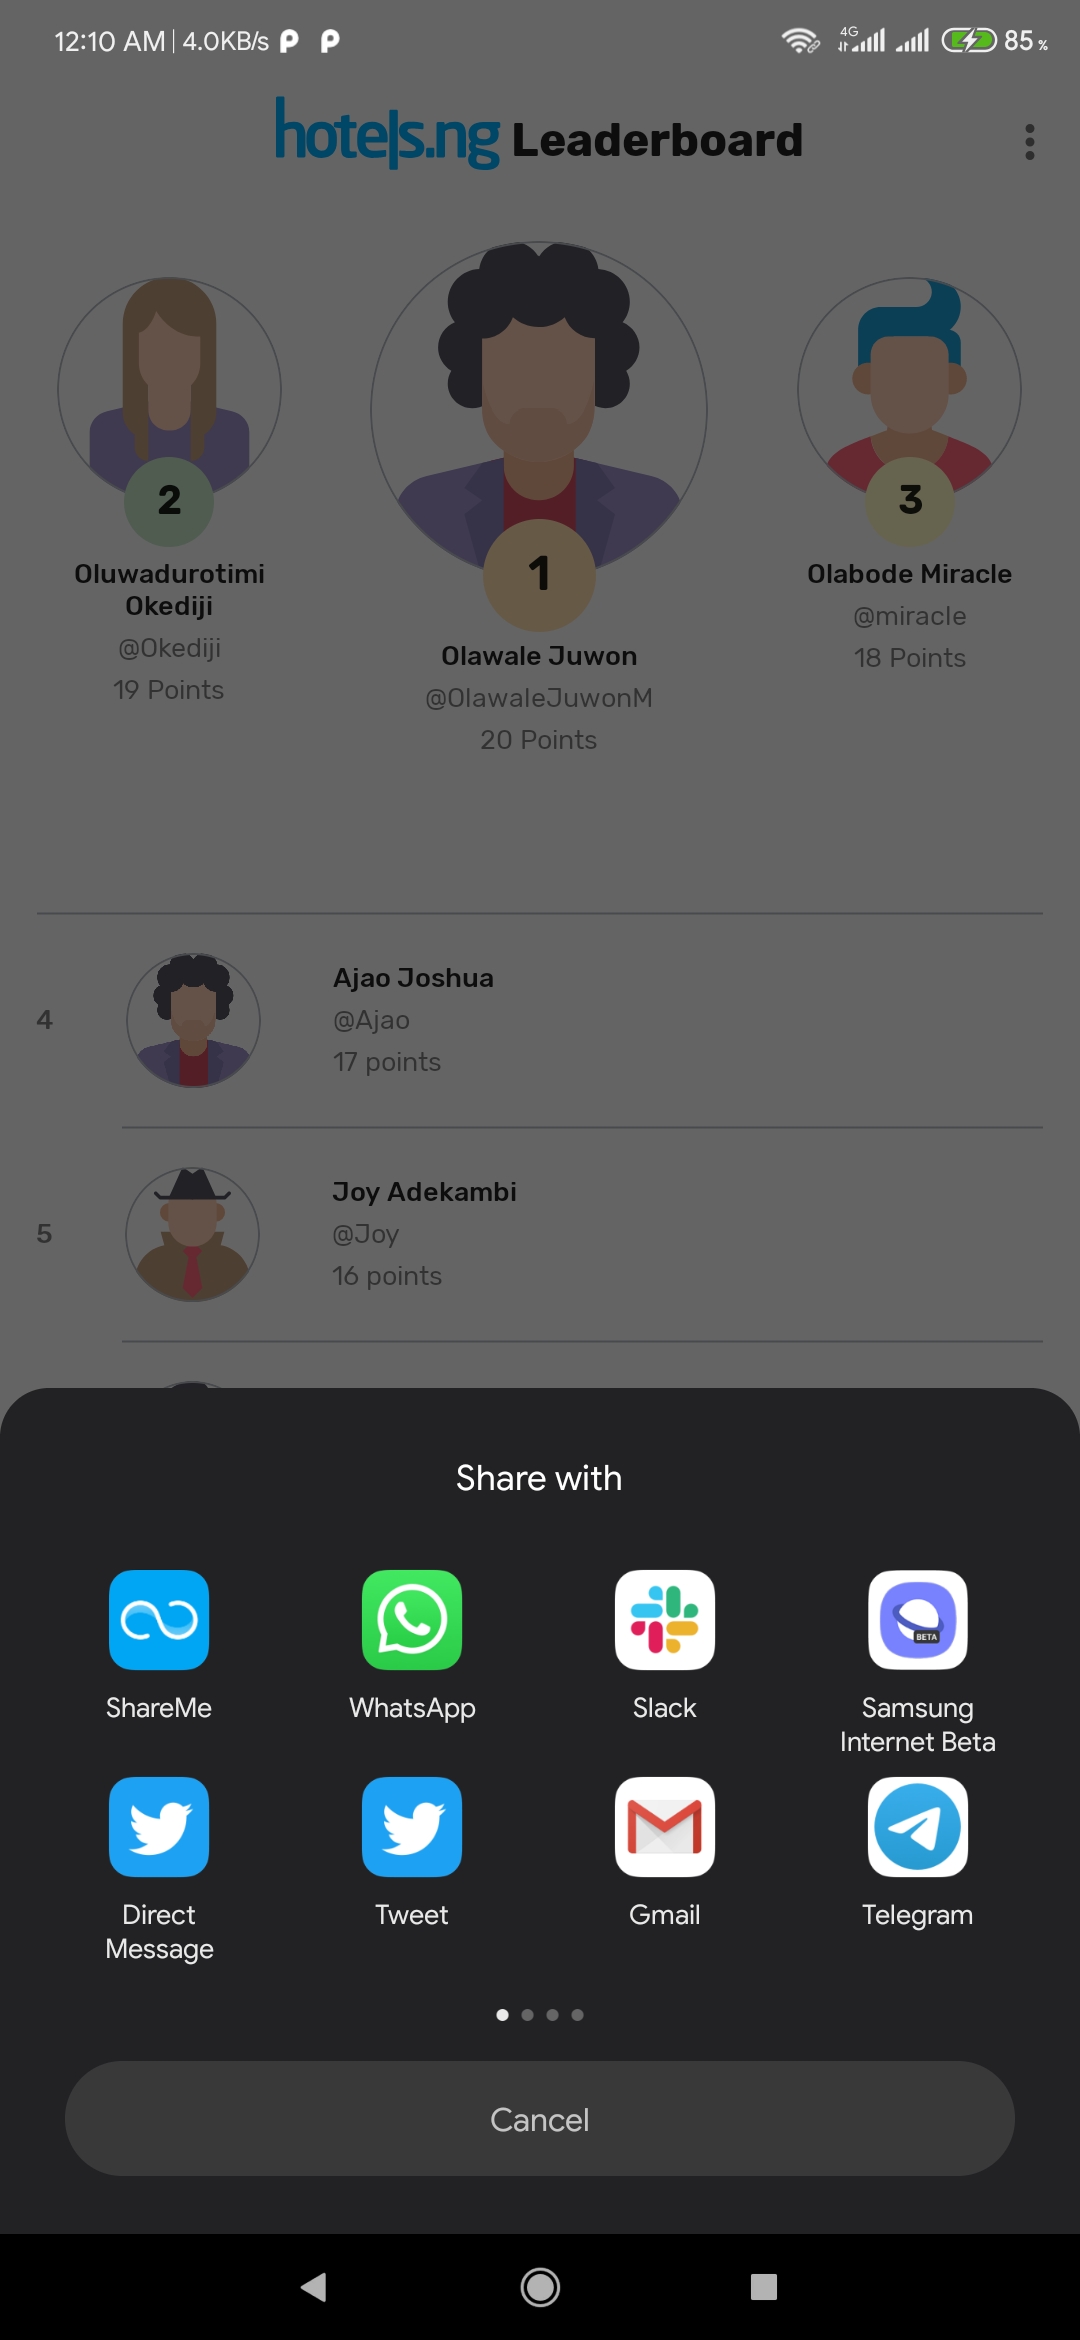 12:10 AM | 4.0KB/s
4G
85 %
hotels.ng Leaderboard
2
Oluwadurotimi
Okediji
@Okediji
19 Points
1
Olawale Juwon
@OlawaleJuwonM
20 Points
3
Olabode Miracle
@miracle
18 Points
4
Ajao Joshua
@Ajao
17 points
5
Joy Adekambi
@Joy
16 points
Share with
ShareMe
WhatsApp
Slack
BETA
Samsung
Internet Beta
Direct
Message
Tweet
Gmail
Telegram
Cancel